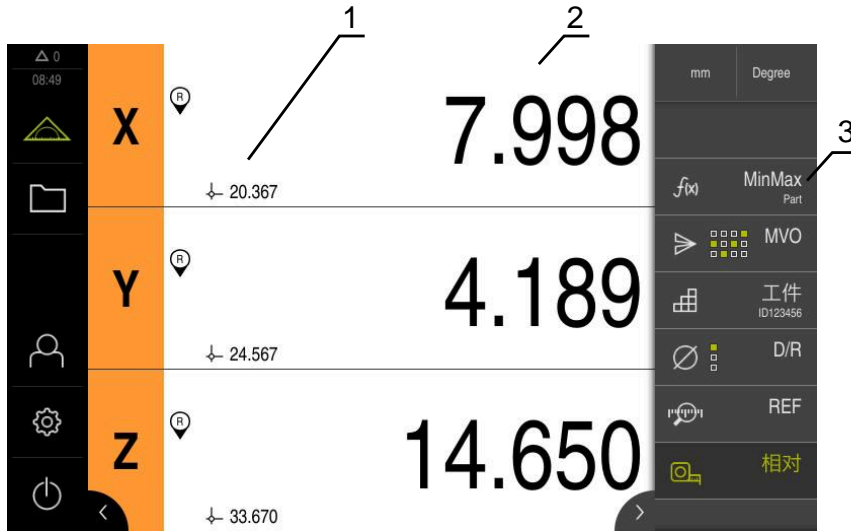 1
2
3
0
08:49
X
R
7.998
20.367
Y
R
4.189
24.567
Z
R
14.650
33.670
mm
Degree
f(x)
MinMax
Part
MVO
工件
ID123456
D/R
REF
相对